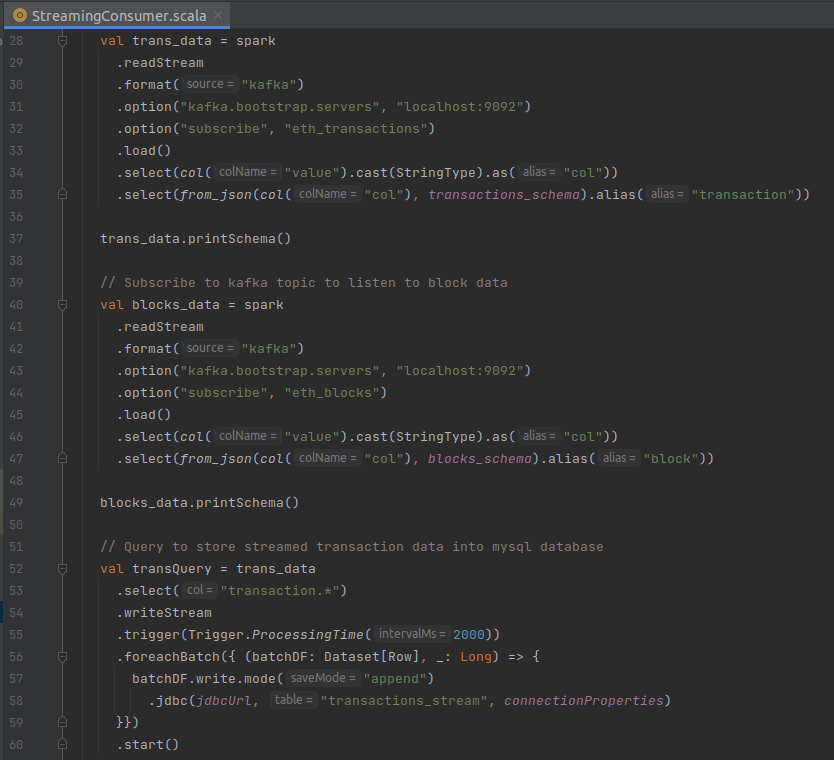 StreamingConsumer.scala
28 val trans_data = spark
29 .readStream
30 .format( source = "kafka")
31 .option("kafka.bootstrap.servers", "localhost:9092")
32 .option("subscribe", "eth_transactions")
33 .load()
34 .select(col( colName = "value").cast(StringType).as( alias = "col"))
35 .select(from_json(col( colName = "col"), transactions_schema).alias( alias = "transaction"))
36
37 trans_data.printSchema()
38
39 // Subscribe to kafka topic to listen to block data
40 val blocks_data = spark
41 .readStream
42 .format( source = "kafka")
43 .option("kafka.bootstrap.servers", "localhost:9092")
44 .option("subscribe", "eth_blocks")
45 .load()
46 .select(col( colName = "value").cast(StringType).as( alias = "col"))
47 .select(from_json(col( colName = "col"), blocks_schema).alias( alias = "block"))
48
49 blocks_data.printSchema()
50
51 // Query to store streamed transaction data into mysql database
52 val transQuery = trans_data
53 .select( col = "transaction.*")
54 .writeStream
55 .trigger(Trigger.ProcessingTime( intervalMs = 2000))
56 .foreachBatch({ (batchDF: Dataset[Row], _: Long) => {
57 batchDF.write.mode( saveMode = "append")
58 .jdbc(jdbcUrl, table = "transactions_stream", connectionProperties)
59 }})
60 .start()